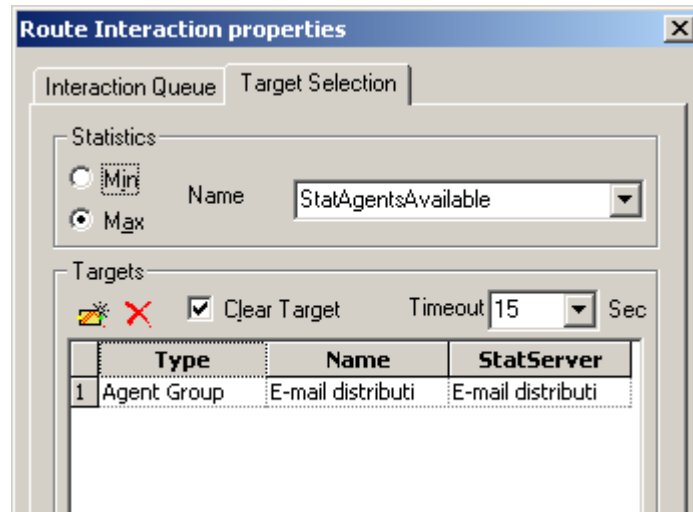 Route Interaction properties
Interaction Queue Target Selection
Statistics
Min
Name StatAgentsAvailable
Max
Targets
Clear Target Timeout 15 Sec
Type Name StatServer
1 Agent Group E-mail distributi E-mail distributi